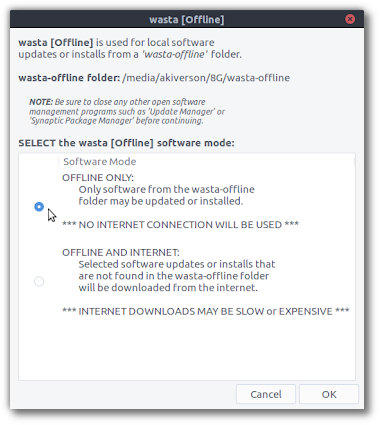 wasta [Offline]
wasta [Offline] is used for local software
updates or installs from a 'wasta-offline' folder.
wasta-offline folder: /media/akiverson/8G/wasta-offline
NOTE: Be sure to close any other open software
management programs such as 'Update Manager' or
'Synaptic Package Manager' before continuing.
SELECT the wasta [Offline] software mode:
Software Mode
OFFLINE ONLY:
Only software from the wasta-offline
folder may be updated or installed.
*** NO INTERNET CONNECTION WILL BE USED ***
OFFLINE AND INTERNET:
Selected software updates or installs that
are not found in the wasta-offline folder
will be downloaded from the internet.
*** INTERNET DOWNLOADS MAY BE SLOW or EXPENSIVE ***
Cancel
OK